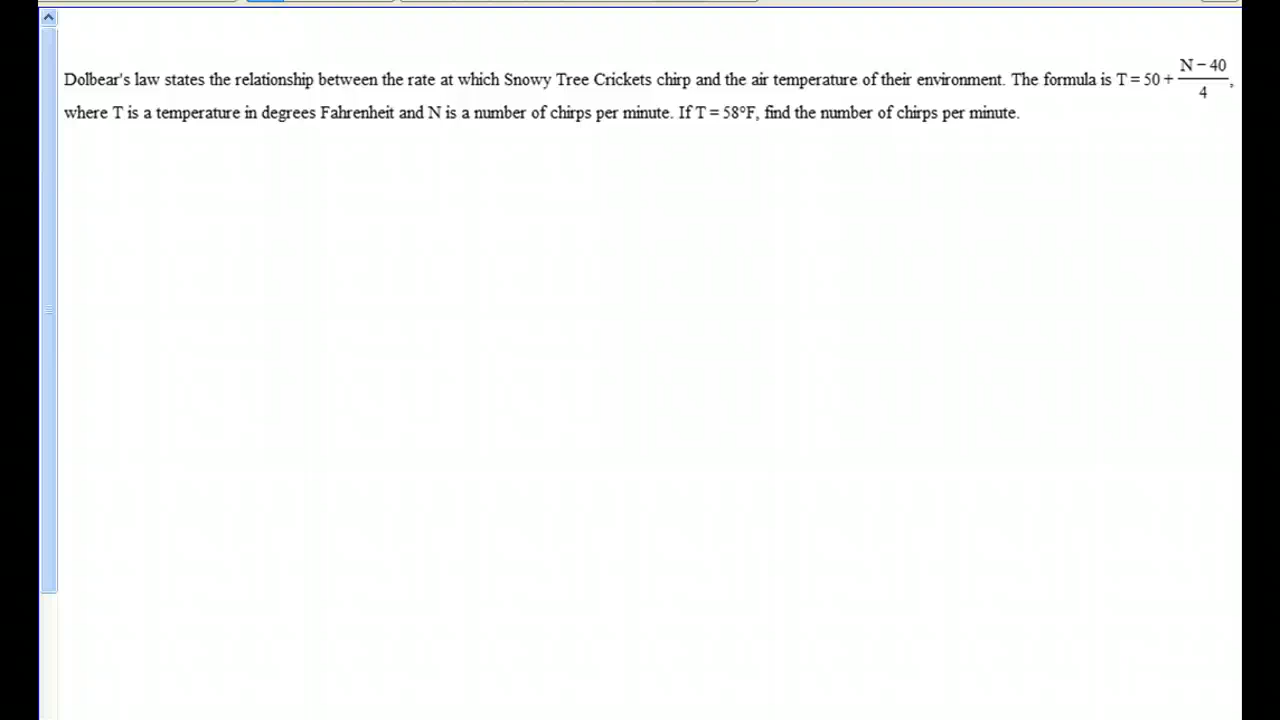 Dolbear's law states the relationship between the rate at which Snowy Tree Crickets chirp and the air temperature of their environment. The formula is T = 50 + (N − 40)/4,
where T is a temperature in degrees Fahrenheit and N is a number of chirps per minute. If T = 58°F, find the number of chirps per minute.